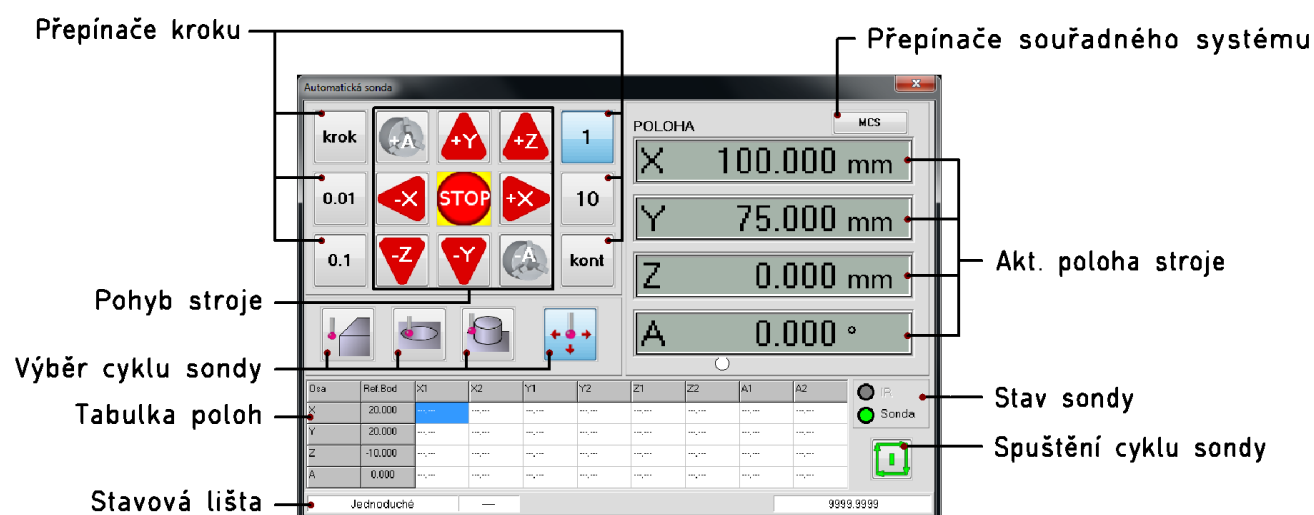 Přepínače kroku
Přepínače souřadného systému
Automatická sonda
x
krok
+A
+Y
+Z
1
POLOHA
MCS
X 100.000 mm
0.01
-X
STOP
+X
10
Y 75.000 mm
0.1
-Z
-Y
-A
kont
Akt. poloha stroje
Z 0.000 mm
Pohyb stroje
A 0.000 °
Výběr cyklu sondy
Osa Ref.Bod X1 X2 Y1 Y2 Z1 Z2 A1 A2
IR.
Stav sondy
Tabulka poloh
X 20.000 ---,--- ---,--- ---,--- ---,--- ---,--- ---,--- ---,--- ---,---
Sonda
Y 20.000 ---,--- ---,--- ---,--- ---,--- ---,--- ---,--- ---,--- ---,---
Z -10.000 ---,--- ---,--- ---,--- ---,--- ---,--- ---,--- ---,--- ---,---
Spuštění cyklu sondy
A 0.000 ---,--- ---,--- ---,--- ---,--- ---,--- ---,--- ---,--- ---,---
Stavová lišta
Jednoduché ---- 9999.9999